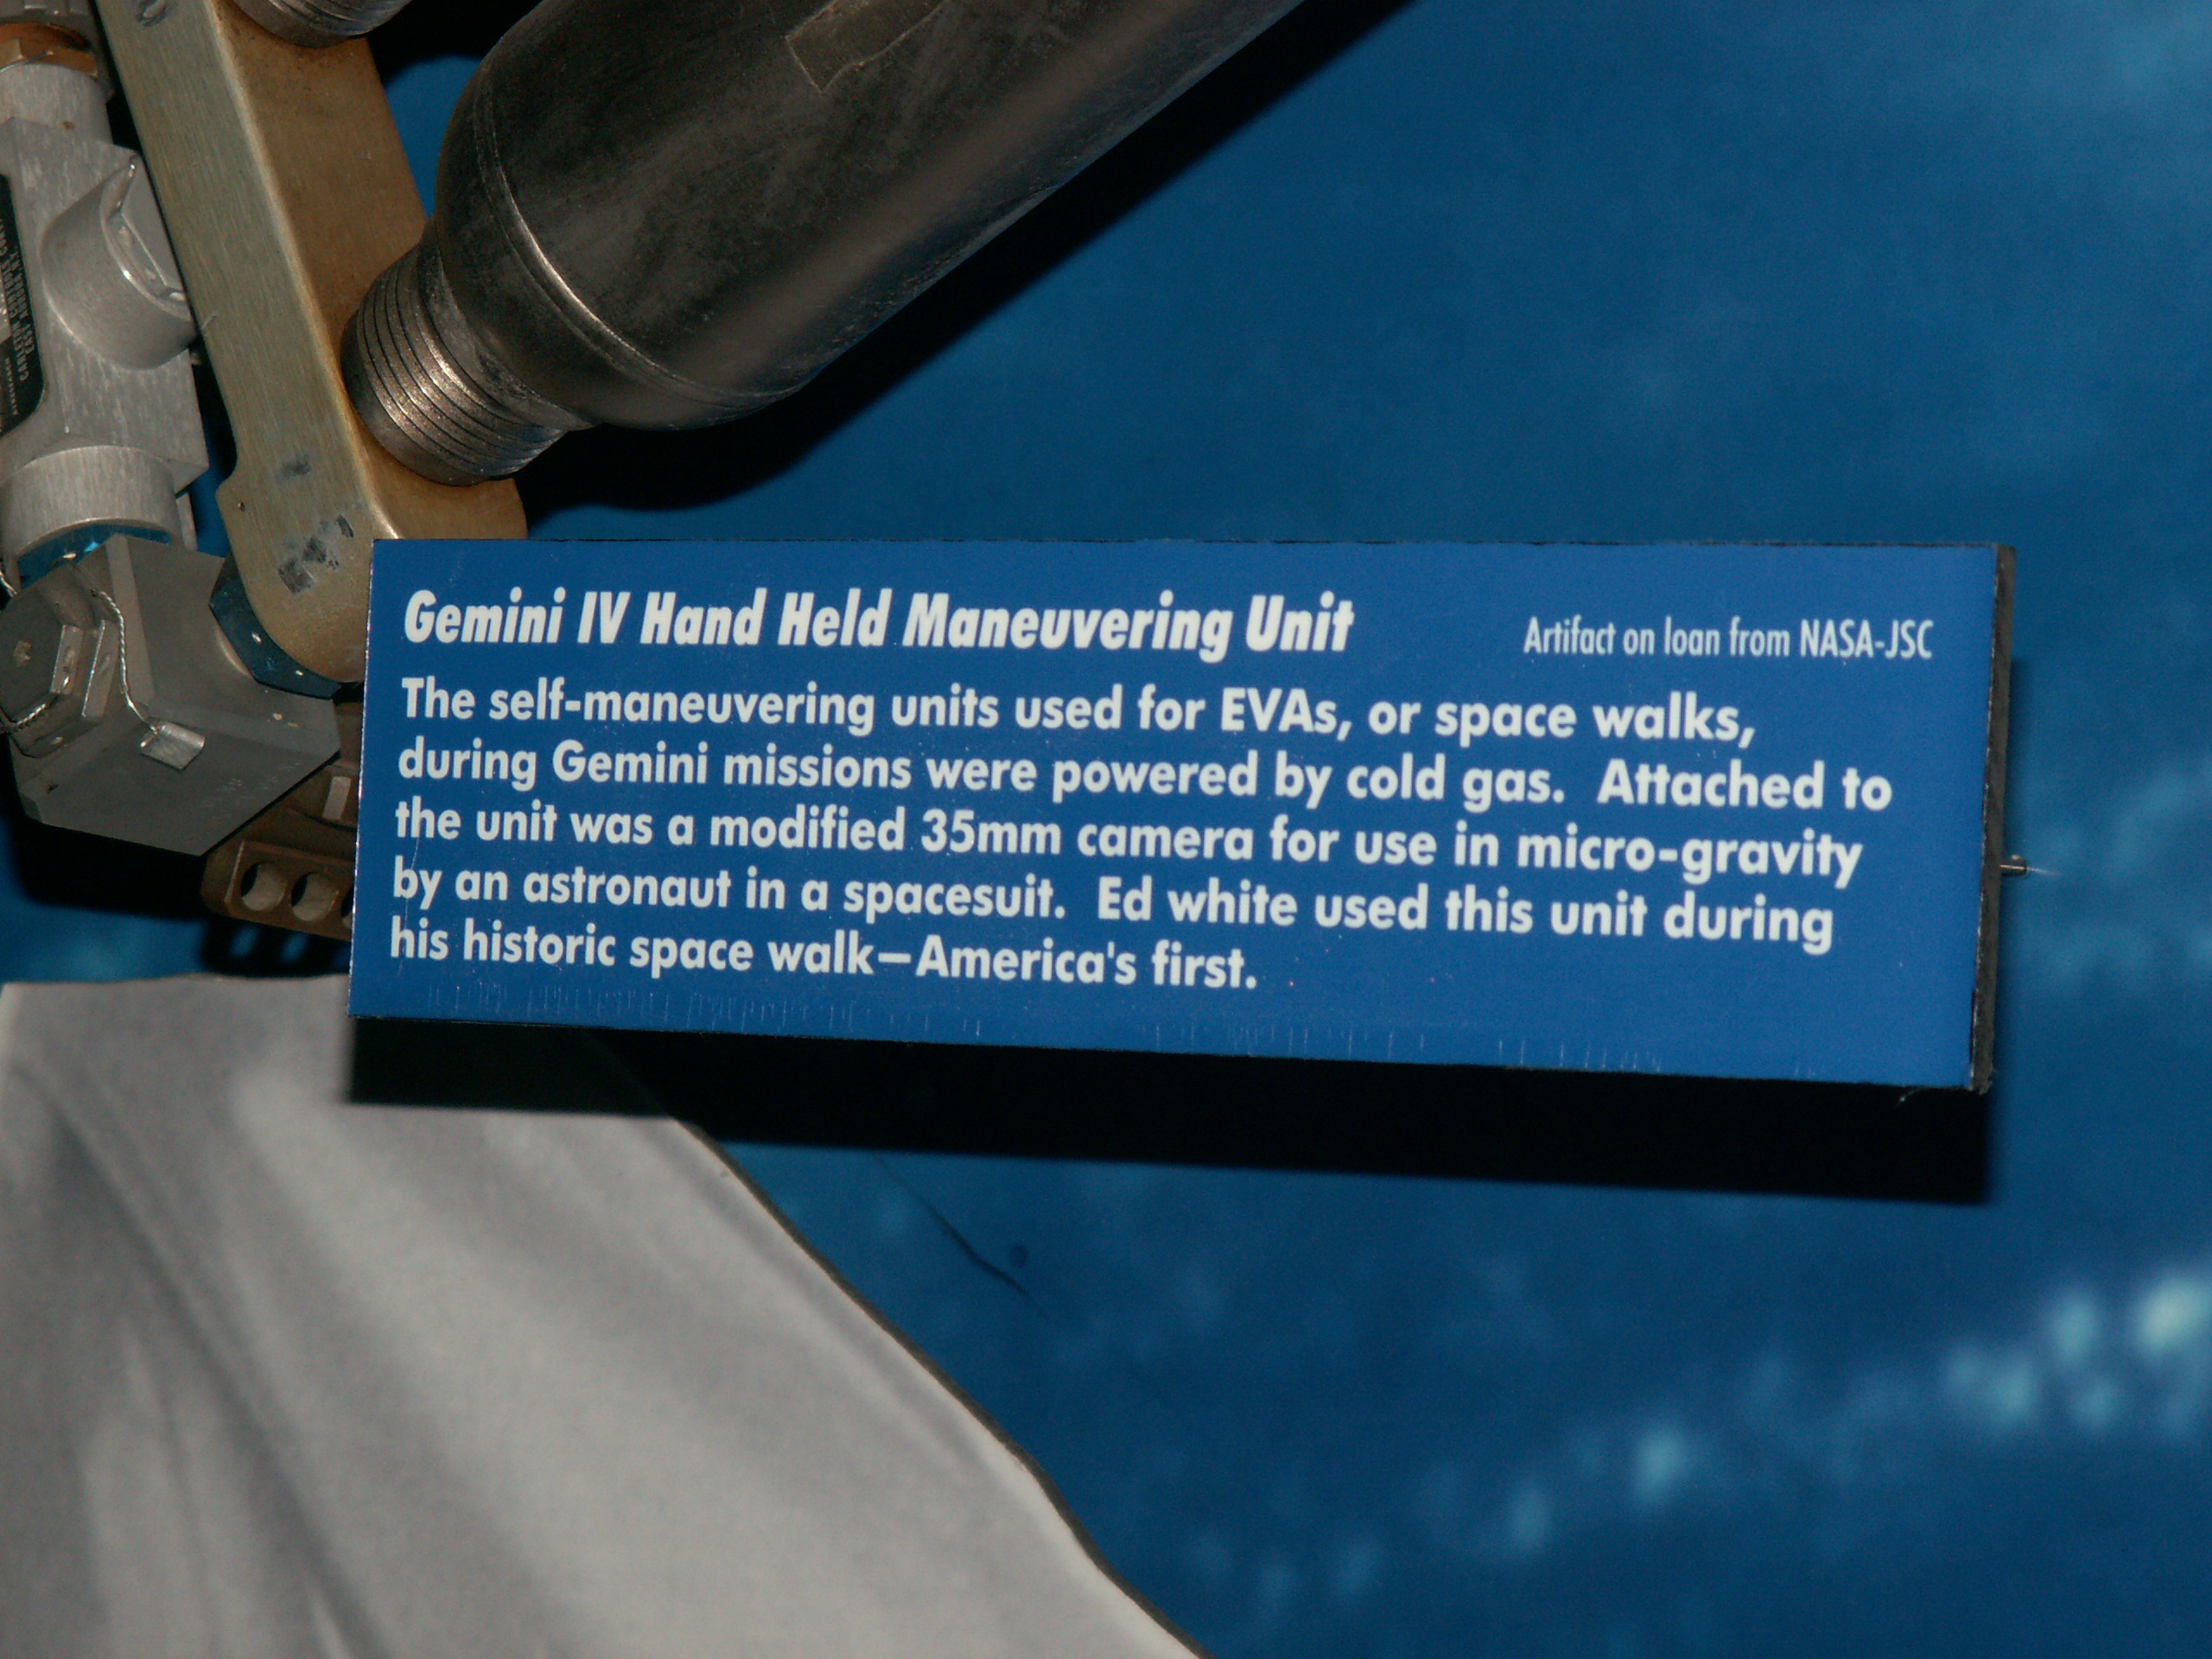 Gemini IV Hand Held Maneuvering Unit
Artifact on loan from NASA-JSC
The self-maneuvering units used for EVAs, or space walks,
during Gemini missions were powered by cold gas.  Attached to
the unit was a modified 35mm camera for use in micro-gravity
by an astronaut in a spacesuit.  Ed white used this unit during
his historic space walk—America's first.